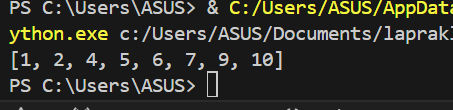 PS C:\Users\ASUS> & C:/Users/ASUS/AppData
ython.exe c:/Users/ASUS/Documents/laprak
[1, 2, 4, 5, 6, 7, 9, 10]
PS C:\Users\ASUS>